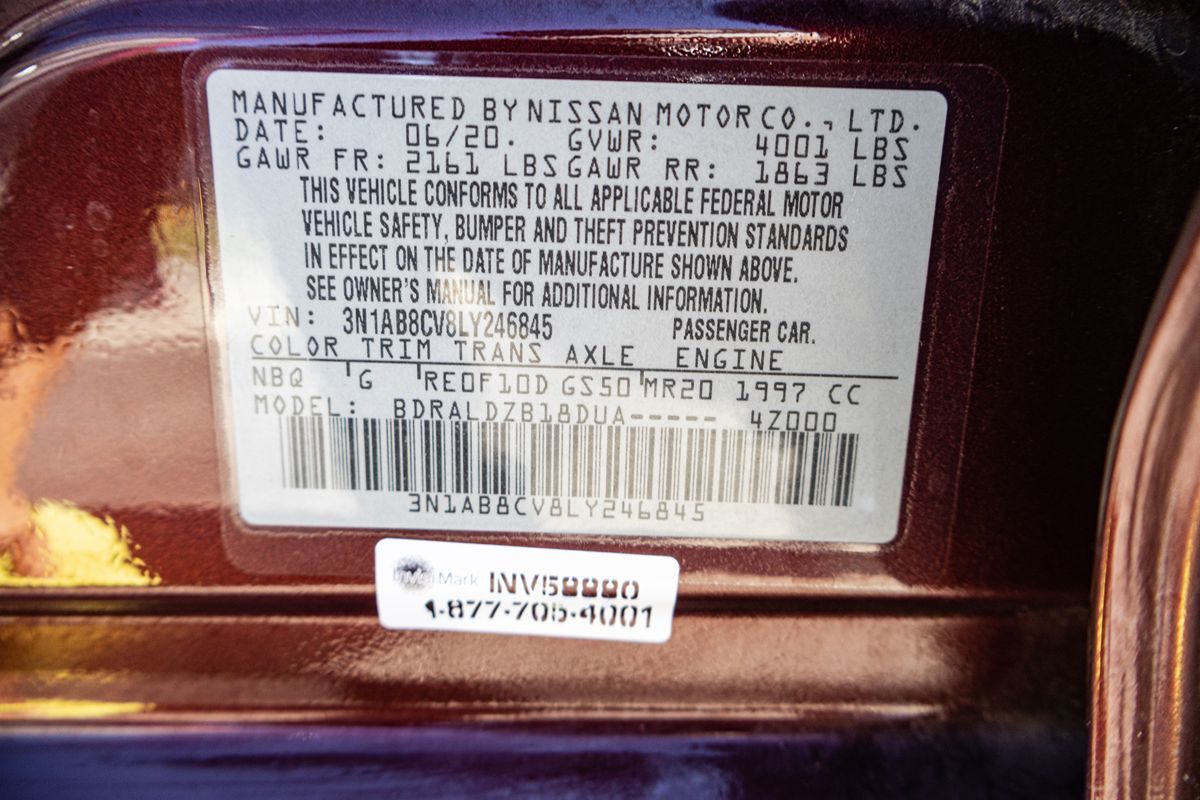 MANUFACTURED BY NISSAN MOTOR CO., LTD.
DATE: 06/20. GVWR: 4001 LBS
GAWR FR: 2161 LBS GAWR RR: 1863 LBS
THIS VEHICLE CONFORMS TO ALL APPLICABLE FEDERAL MOTOR
VEHICLE SAFETY, BUMPER AND THEFT PREVENTION STANDARDS
IN EFFECT ON THE DATE OF MANUFACTURE SHOWN ABOVE.
SEE OWNER'S MANUAL FOR ADDITIONAL INFORMATION.
VIN: 3N1AB8CV8LY246845 PASSENGER CAR.
COLOR TRIM TRANS AXLE ENGINE
NBQ G RE0F10D GS50 MR20 1997 CC
MODEL: BDRALDZB18DUA----- 4Z000
3N1AB8CV8LY246845
Mark
1-877-705-4001